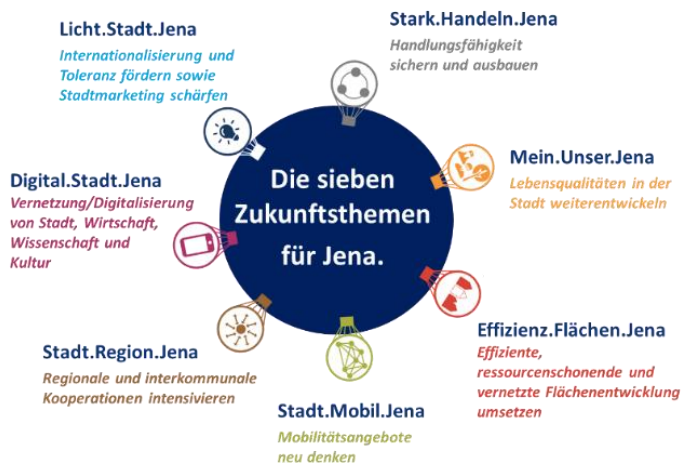 Licht.Stadt.Jena
Internationalisierung und
Toleranz fördern sowie
Stadtmarketing schärfen
Stark.Handeln.Jena
Handlungsfähigkeit
sichern und ausbauen
Die sieben
Zukunftsthemen
für Jena.
Mein.Unser.Jena
Lebensqualitäten in der
Stadt weiterentwickeln
Digital.Stadt.Jena
Vernetzung/Digitalisierung
von Stadt, Wirtschaft,
Wissenschaft und
Kultur
Effizienz.Flächen.Jena
Effiziente,
ressourcenschonende und
vernetzte Flächenentwicklung
umsetzen
Stadt.Region.Jena
Regionale und interkommunale
Kooperationen intensivieren
Stadt.Mobil.Jena
Mobilitätsangebote
neu denken